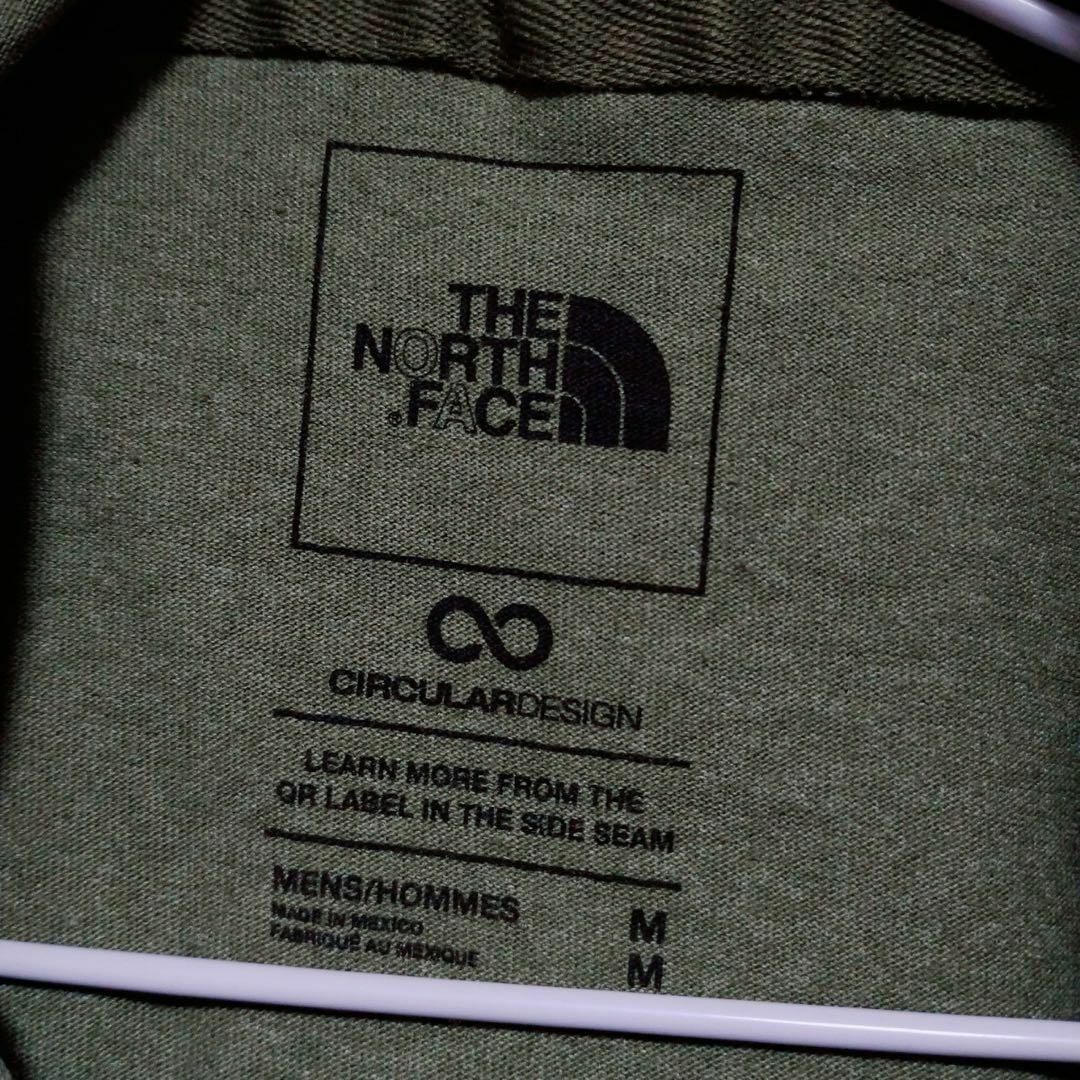 THE
NORTH
.FACE
CIRCULARDESIGN
LEARN MORE FROM THE
QR LABEL IN THE SIDE SEAM
MENS/HOMMES M
MADE IN MEXICO
FABRIQUÉ AU MEXIQUE M